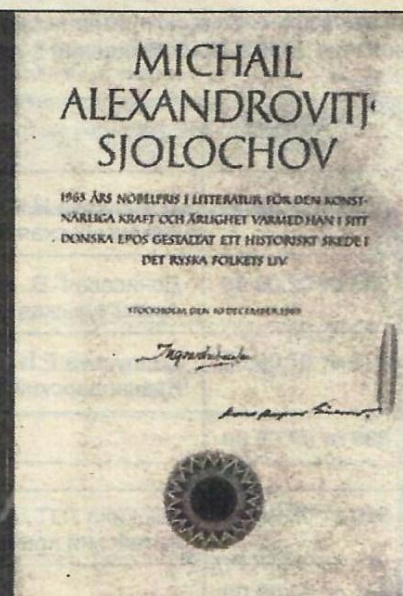 MICHAIL
ALEXANDROVITJ
SJOLOCHOV
1965 ÅRS NOBELPRIS I LITTERATUR FÖR DEN KONST-
NÄRLIGA KRAFT OCH ÄRLIGHET VARMED HAN I SITT
DONSKA EPOS GESTALTAT ETT HISTORISKT SKEDE I
DET RYSKA FOLKETS LIV
STOCKHOLM DEN 10 DECEMBER 1965